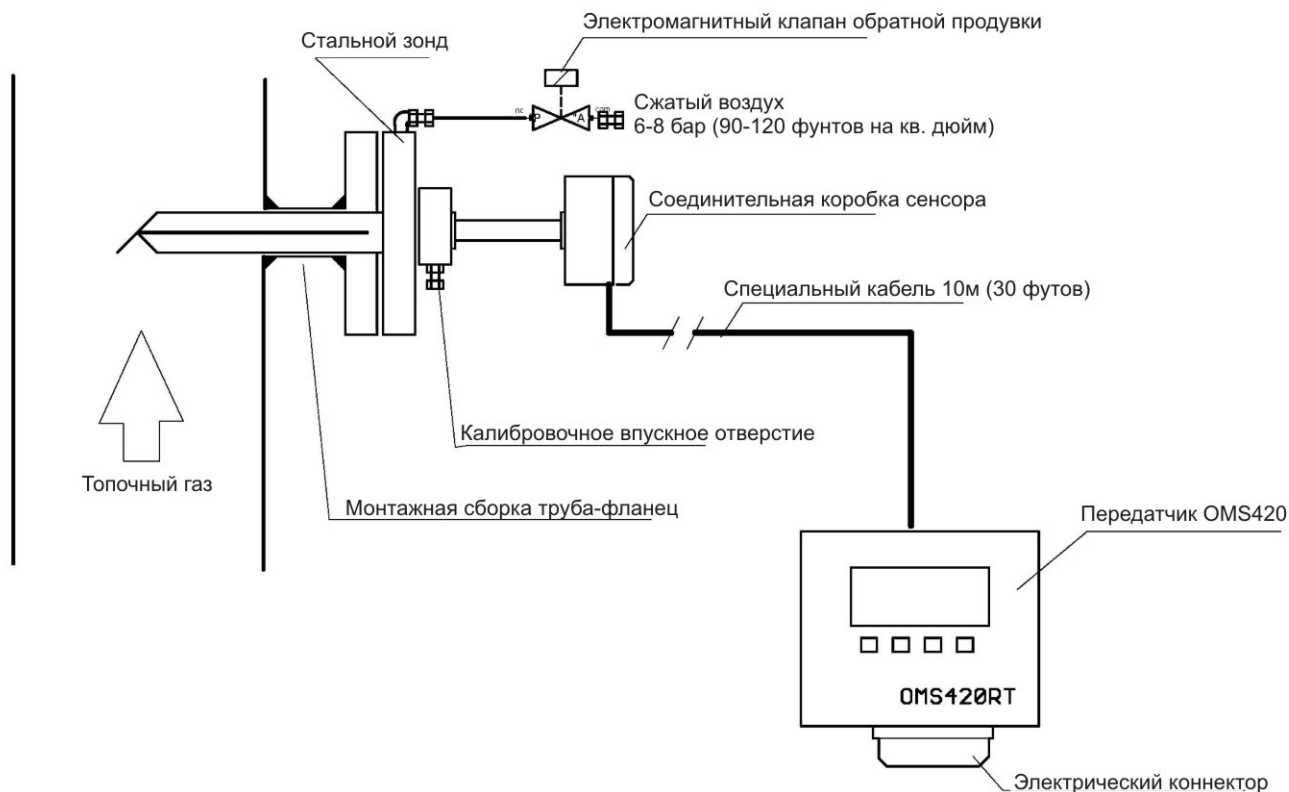 Электромагнитный клапан обратной продувки
Стальной зонд
nc
com
P
"A
Сжатый воздух
6-8 бар (90-120 фунтов на кв. дюйм)
Соединительная коробка сенсора
Специальный кабель 10м (30 футов)
Калибровочное впускное отверстие
Топочный газ
Монтажная сборка труба-фланец
Передатчик OMS420
OMS420RT
Электрический коннектор